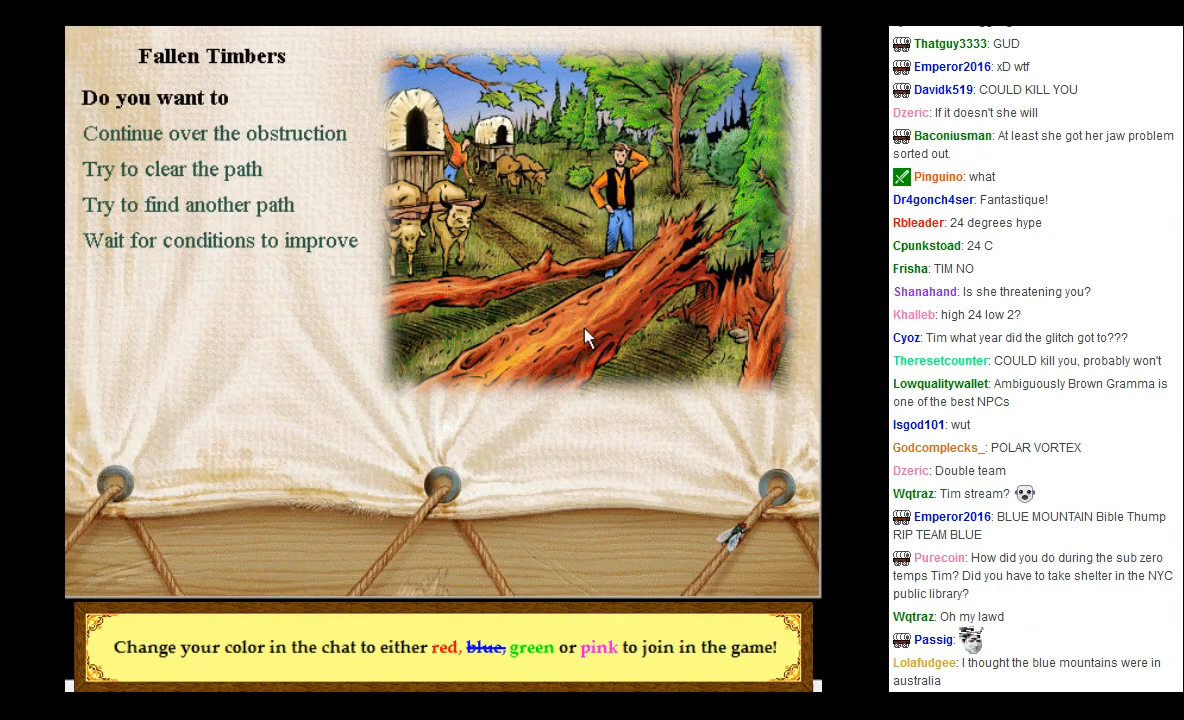 Fallen Timbers
Do you want to
Continue over the obstruction
Try to clear the path
Try to find another path
Wait for conditions to improve
Change your color in the chat to either red, blue, green or pink to join in the game!
Thatguy3333: GUD
Emperor2016: xD wtf
Davidk519: COULD KILL YOU
Dzeric: If it doesn't she will
Baconiusman: At least she got her jaw problem
sorted out.
Pinguino: what
Dr4gonch4ser: Fantastique!
Rbleader: 24 degrees hype
Cpunkstoad: 24 C
Frisha: TIM NO
Shanahand: Is she threatening you?
Khalleb: high 24 low 2?
Cyoz: Tim what year did the glitch got to???
Theresetcounter: COULD kill you, probably won't
Lowqualitywallet: Ambiguously Brown Gramma is
one of the best NPCs
Isgod101: wut
Godcomplecks_: POLAR VORTEX
Dzeric: Double team
Wqtraz: Tim stream?
Emperor2016: BLUE MOUNTAIN Bible Thump
RIP TEAM BLUE
Purecoin: How did you do during the sub zero
temps Tim? Did you have to take shelter in the NYC
public library?
Wqtraz: Oh my lawd
Passig:
Lolafudgee: I thought the blue mountains were in
australia